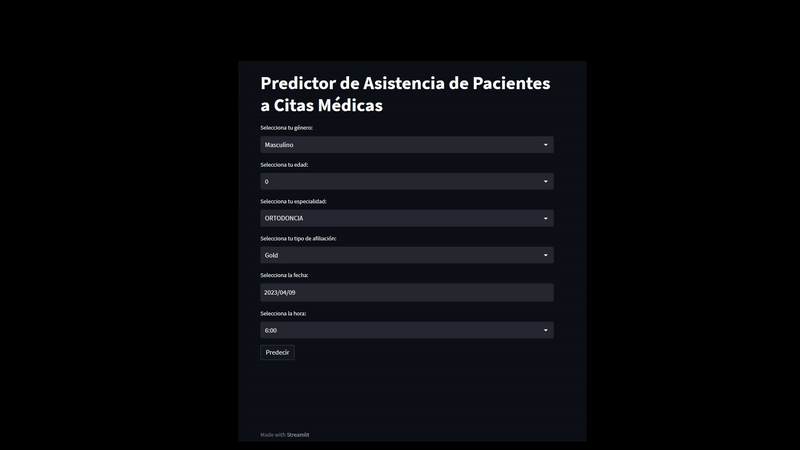 Predictor de Asistencia de Pacientes
a Citas Médicas
Selecciona tu género:
Masculino
Selecciona tu edad:
0
Selecciona tu especialidad:
ORTODONCIA
Selecciona tu tipo de afiliación:
Gold
Selecciona la fecha:
2023/04/09
Selecciona la hora:
6:00
Predecir
Made with Streamlit